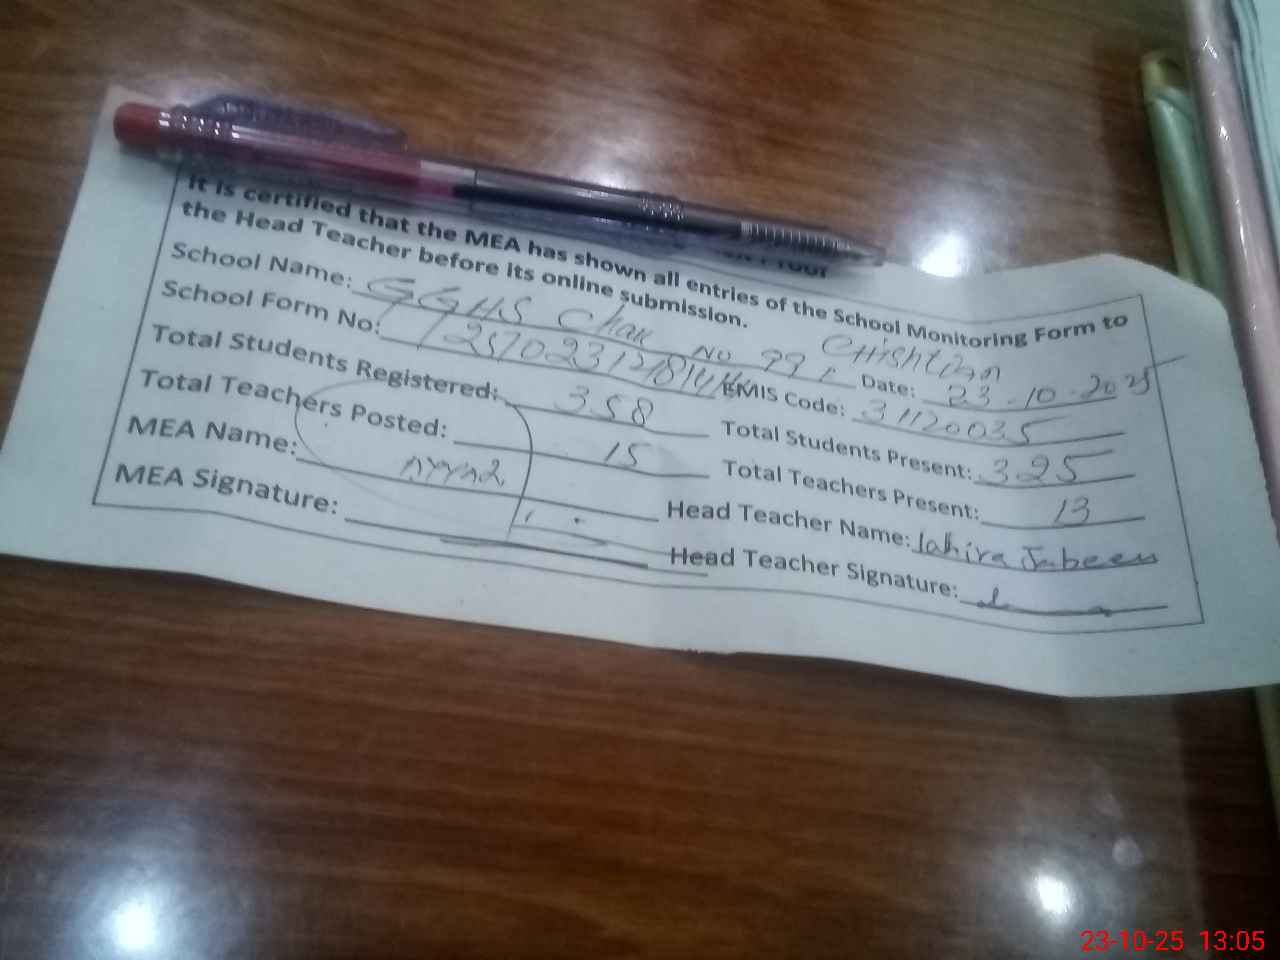 It is certified that the MEA has shown all entries of the School Monitoring Form to
the Head Teacher before its online submission.
School Name: GGHS Chak No 99 Chishtian Date: 23-10-2025
School Form No: EMIS Code: 31120035
Total Students Registered: 358 Total Students Present: 325
Total Teachers Posted: 15 Total Teachers Present: 13
MEA Name: Head Teacher Name: Tahira Jabeen
MEA Signature: Head Teacher Signature:
23-10-25 13:05